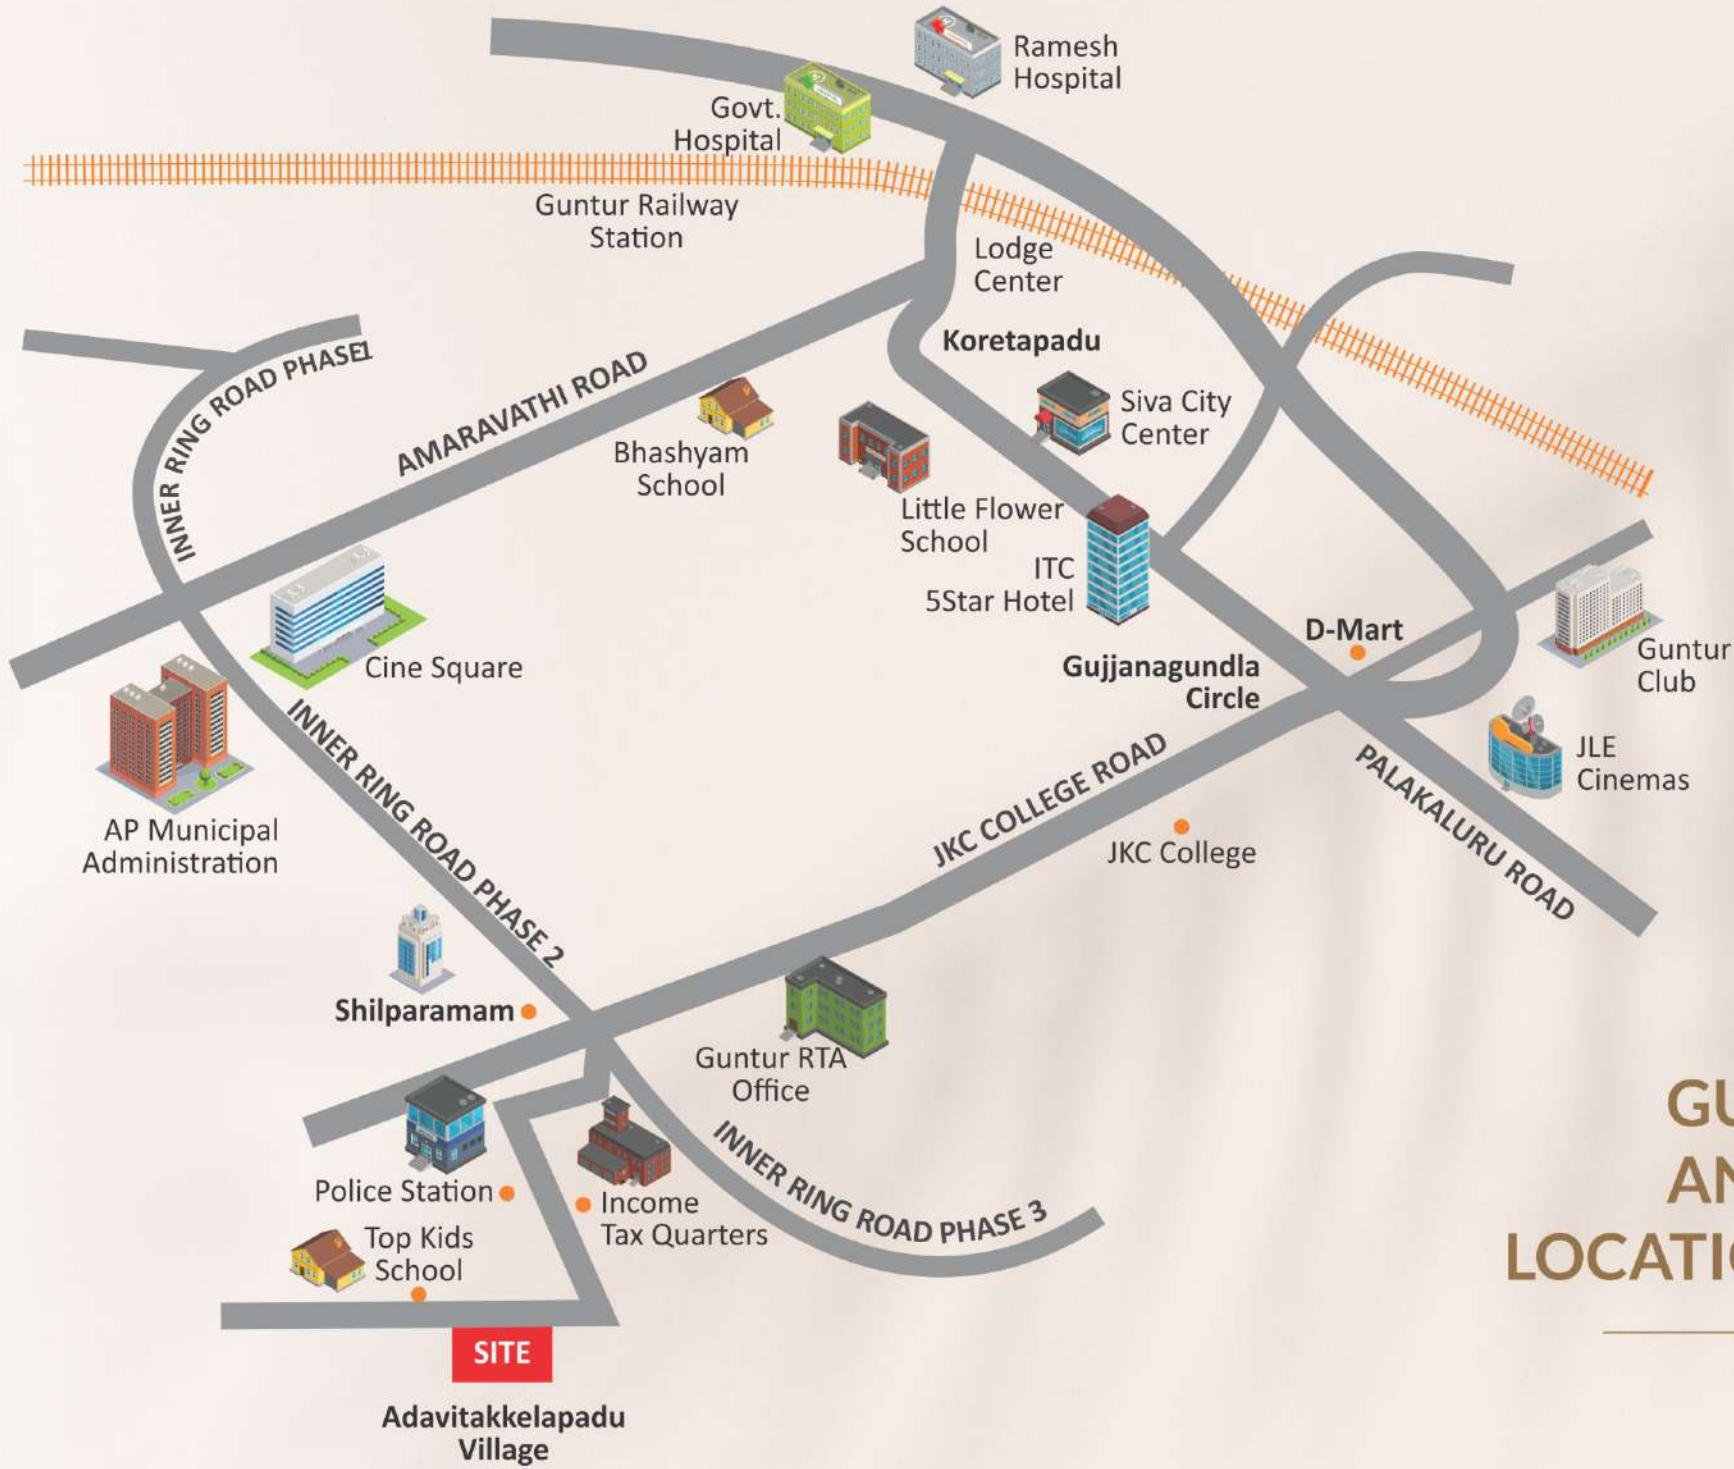 Ramesh
Hospital
Govt.
Hospital
Guntur Railway
Station
Lodge
Center
Koretapadu
INNER RING ROAD PHASE1
AMARAVATHI ROAD
Siva City
Center
Bhashyam
School
Little Flower
School
ITC
5Star Hotel
D-Mart
Cine Square
Gujjanagundla
Circle
Guntur
Club
INNER RING ROAD PHASE 2
JKC COLLEGE ROAD
PALAKALURU ROAD
JLE
Cinemas
AP Municipal
Administration
JKC College
Shilparamam
Guntur RTA
Office
INNER RING ROAD PHASE 3
Police Station
Income
Tax Quarters
Top Kids
School
SITE
Adavitakkelapadu
Village
GU
AN
LOCATIO